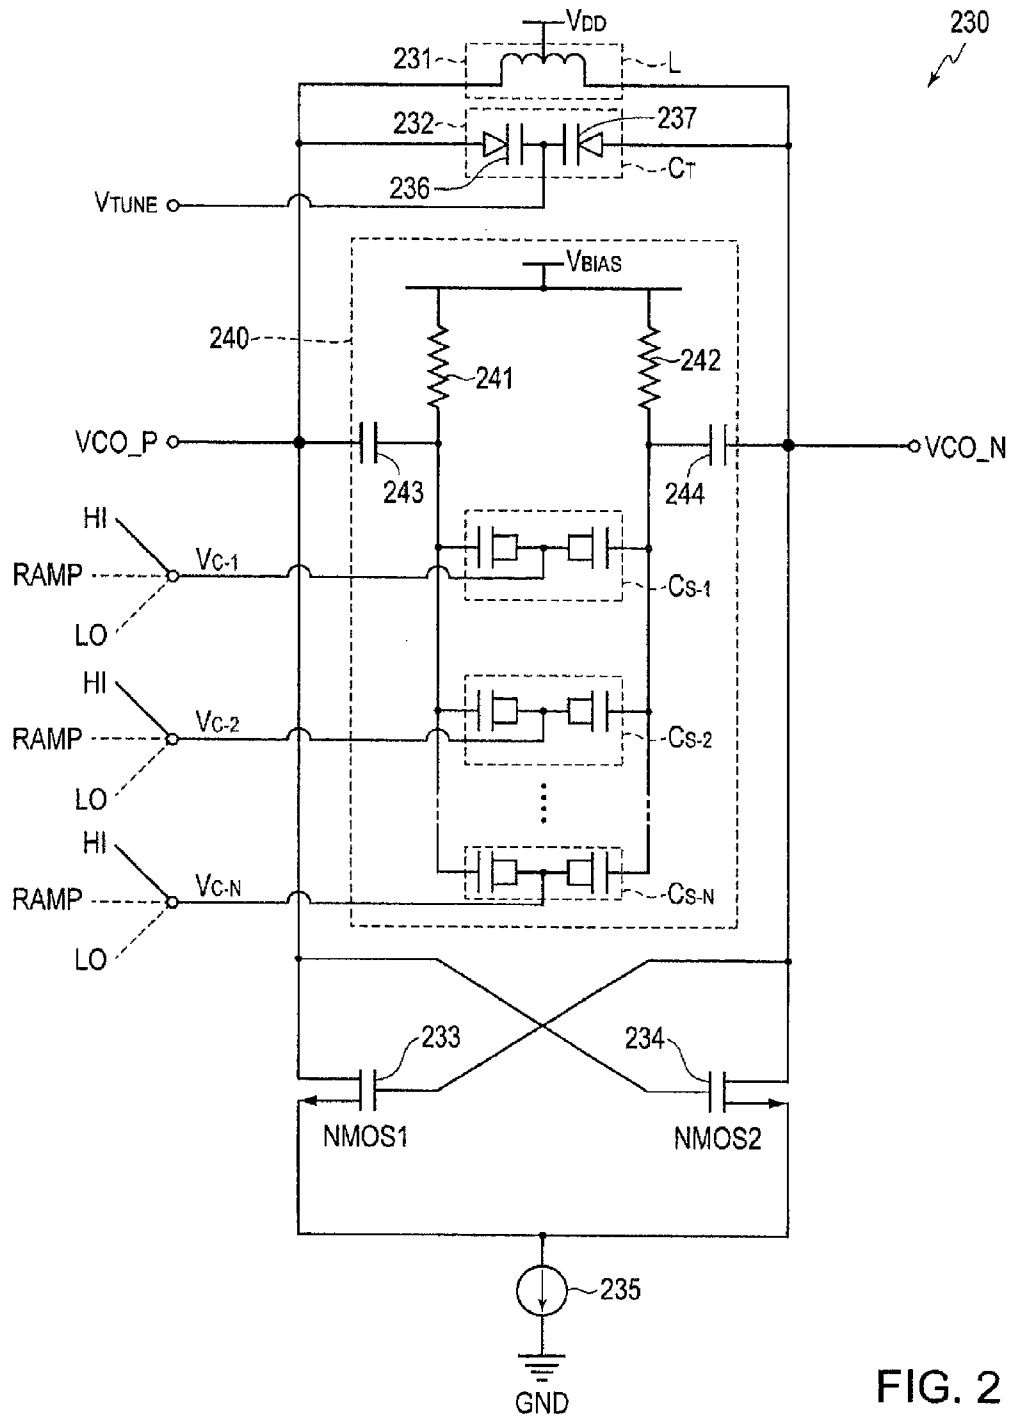 VDD
230
231
L
232
237
236
CT
VTUNE
VBIAS
240
241
242
VCO_P
VCO_N
243
244
HI
RAMP
LO
VC-1
CS-1
HI
RAMP
LO
VC-2
CS-2
HI
RAMP
LO
VC-N
CS-N
233
234
NMOS1
NMOS2
235
GND
FIG. 2